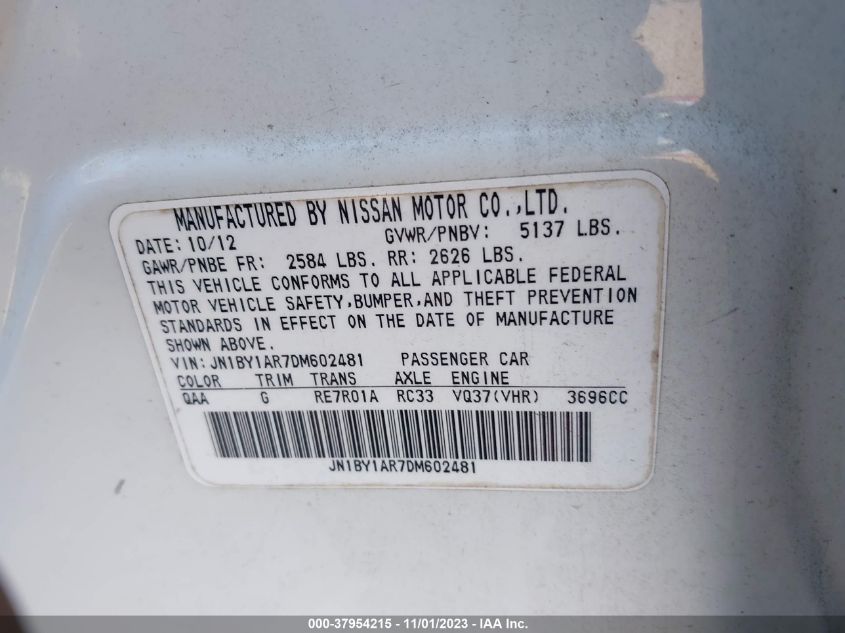 MANUFACTURED BY NISSAN MOTOR CO.,LTD.
DATE: 10/12 GVWR/PNBV: 5137 LBS.
GAWR/PNBE FR: 2584 LBS. RR: 2626 LBS.
THIS VEHICLE CONFORMS TO ALL APPLICABLE FEDERAL
MOTOR VEHICLE SAFETY,BUMPER,AND THEFT PREVENTION
STANDARDS IN EFFECT ON THE DATE OF MANUFACTURE
SHOWN ABOVE.
VIN: JN1BY1AR7DM602481 PASSENGER CAR
COLOR TRIM TRANS AXLE ENGINE
QAA G RE7R01A RC33 VQ37(VHR) 3696CC
JN1BY1AR7DM602481
000-37954215 - 11/01/2023 - IAA Inc.